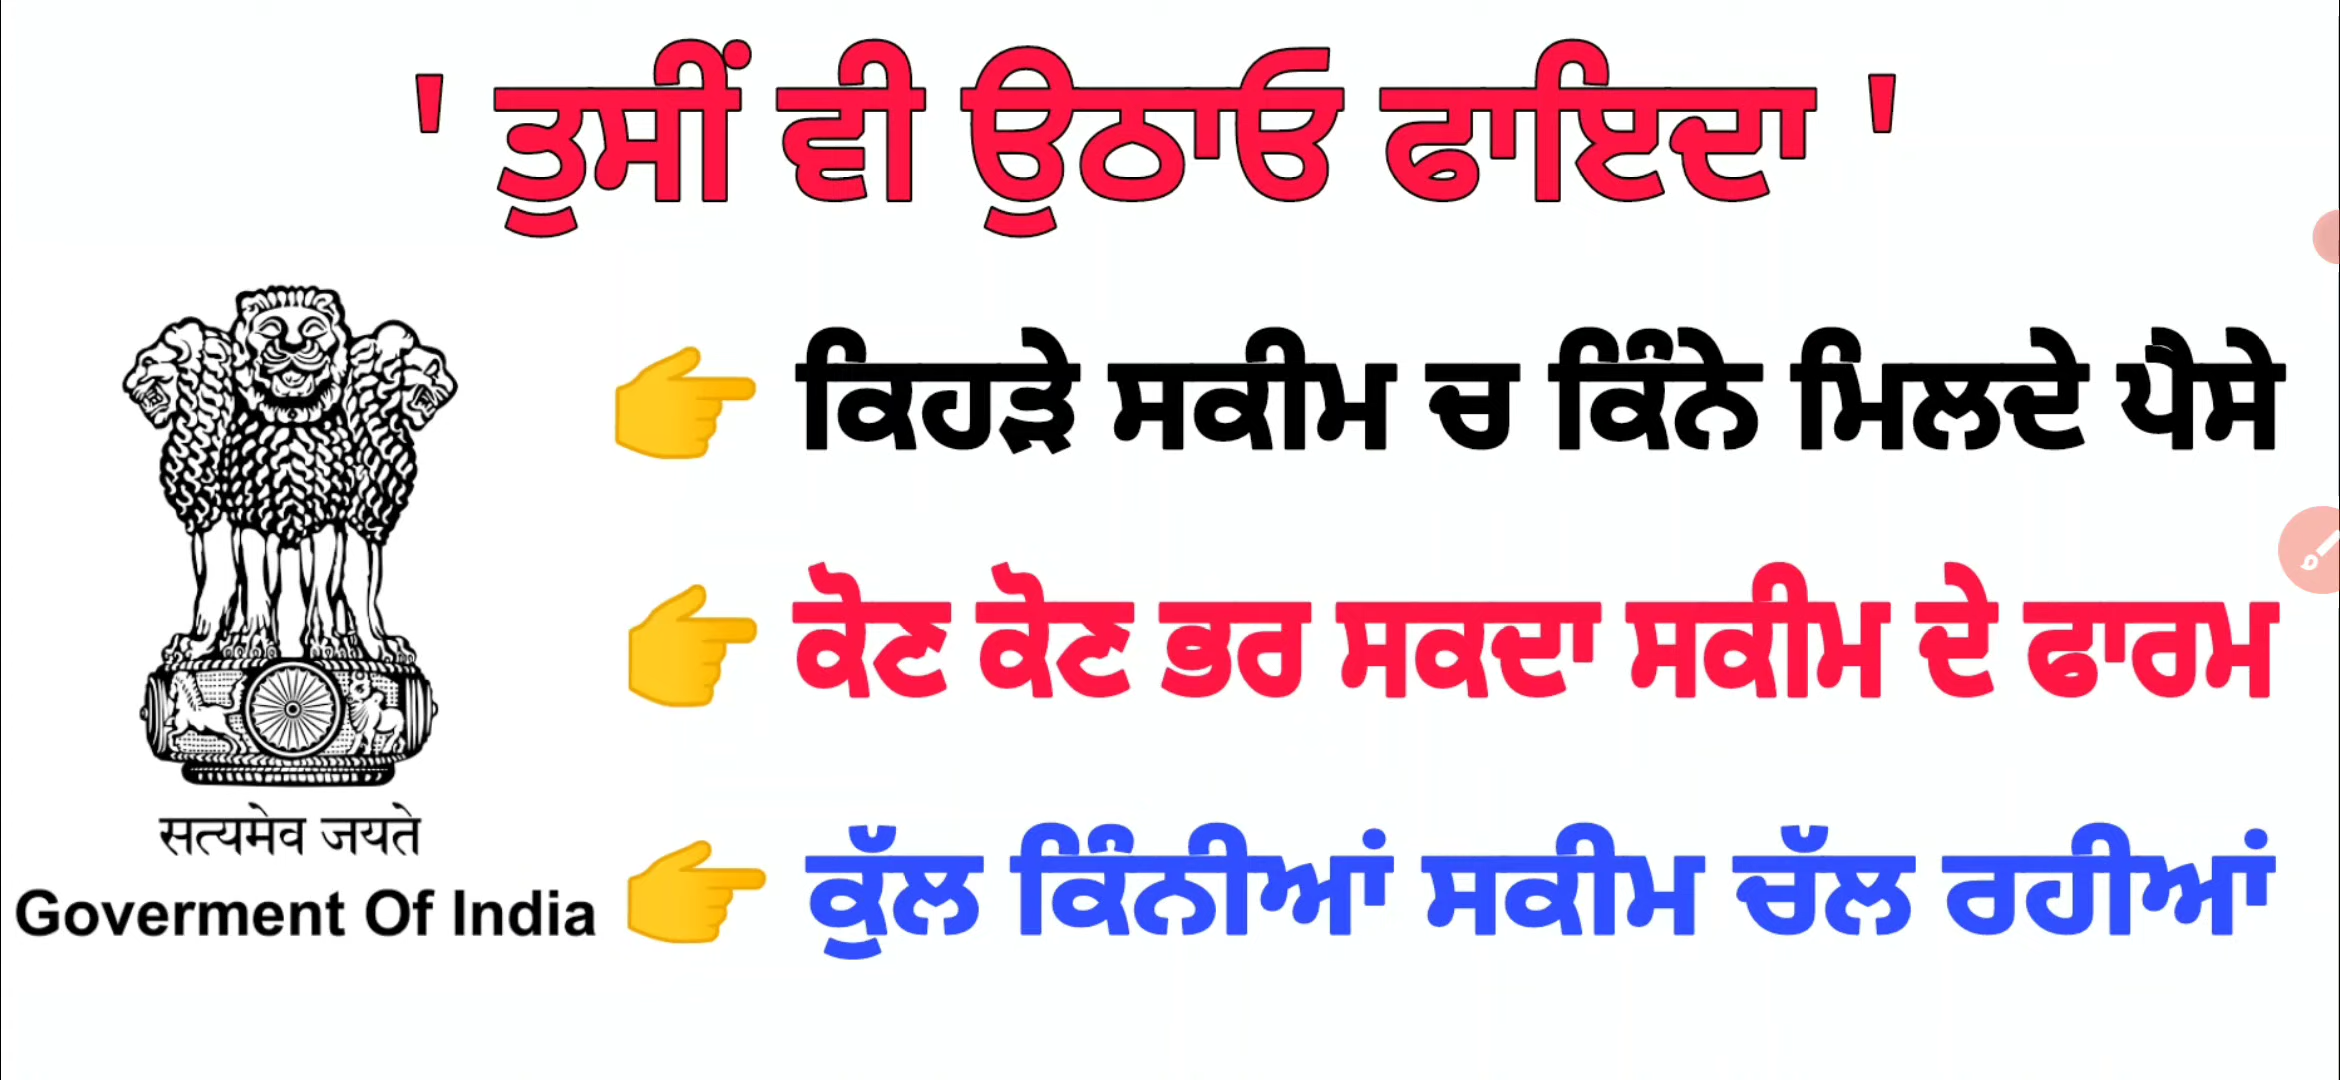 ' ਤੁਸੀਂ ਵੀ ਉਠਾਓ ਫਾਇਦਾ '
👉 ਕਿਹੜੇ ਸਕੀਮ ਚ ਕਿੰਨੇ ਮਿਲਦੇ ਪੈਸੇ
👉 ਕੋਣ ਕੋਣ ਭਰ ਸਕਦਾ ਸਕੀਮ ਦੇ ਫਾਰਮ
सत्यमेव जयते
Goverment Of India
👉 ਕੁੱਲ ਕਿੰਨੀਆਂ ਸਕੀਮ ਚੱਲ ਰਹੀਆਂ